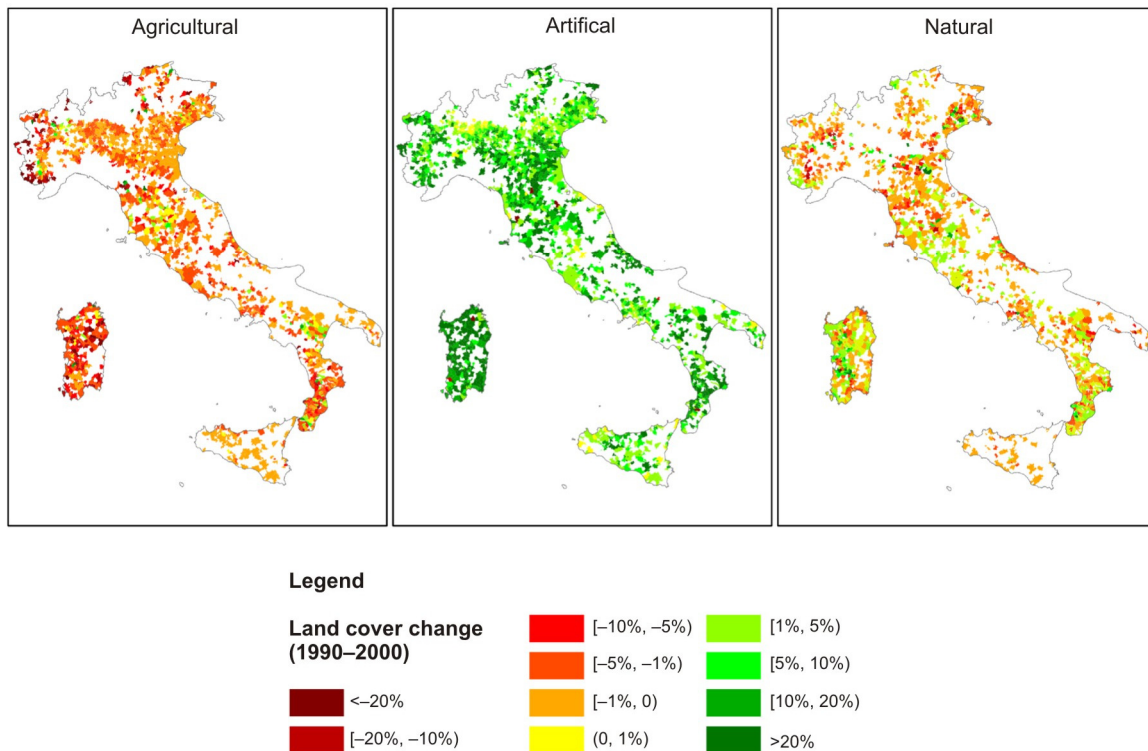 Agricultural
Artifical
Natural
Legend
Land cover change
(1990–2000)
<–20%
[–20%, –10%)
[–10%, –5%)
[–5%, –1%)
[–1%, 0)
(0, 1%)
[1%, 5%)
[5%, 10%)
[10%, 20%)
>20%